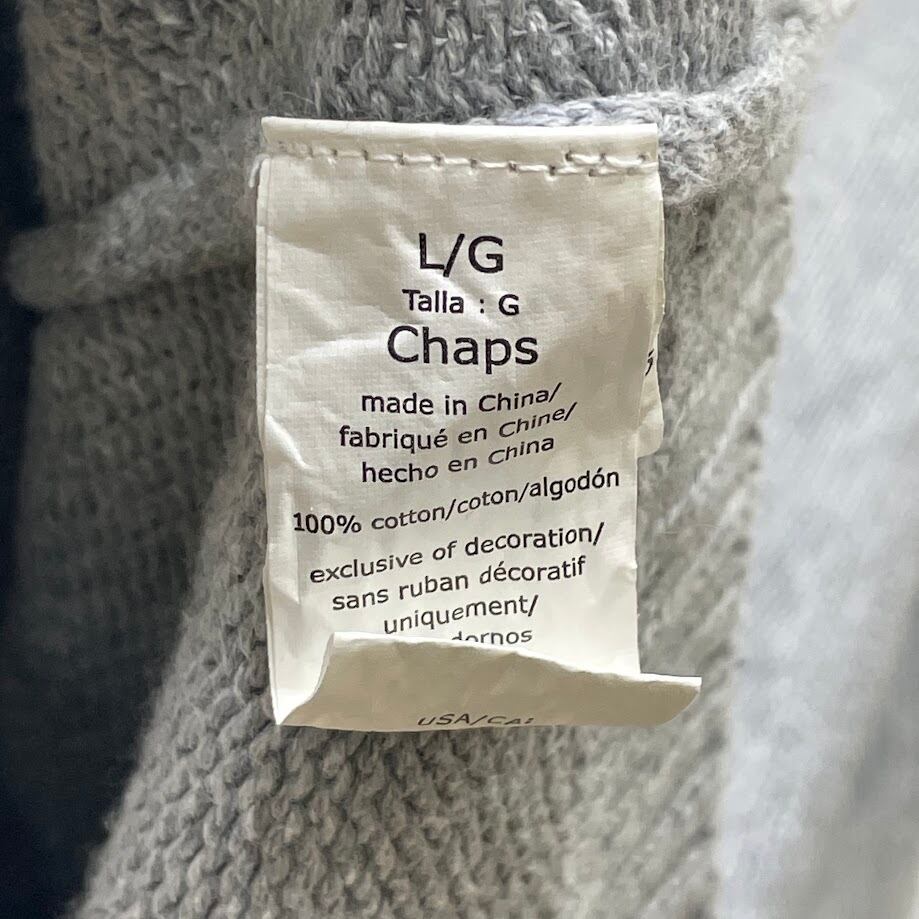 L/G
Talla : G
Chaps
made in China/
fabriqué en Chine/
hecho en China
100% cotton/coton/algodón
exclusive of decoration/
sans ruban décoratif
uniquement/
USA/